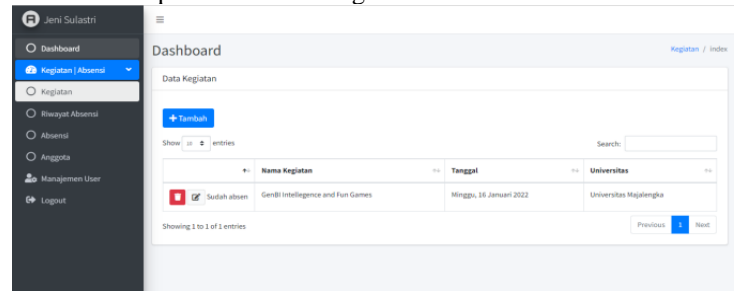 Jeni Sulastri
Dashboard
Kegiatan | Absensi
Kegiatan
Riwayat Absensi
Absensi
Anggota
Manajemen User
Logout
Dashboard
Kegiatan / index
Data Kegiatan
+ Tambah
Show 10 entries
Search:
Nama Kegiatan Tanggal Universitas
Sudah absen GenBI Intellegence and Fun Games Minggu, 16 Januari 2022 Universitas Majalengka
Showing 1 to 1 of 1 entries
Previous 1 Next